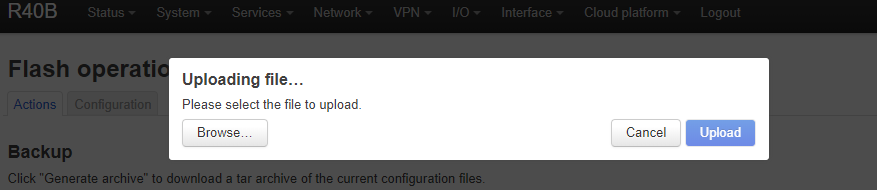 R40B Status System Services Network VPN I/O Interface Cloud platform Logout
Flash operatio
Uploading file…
Please select the file to upload.
Actions Configuration
Browse… Cancel Upload
Backup
Click "Generate archive" to download a tar archive of the current configuration files.